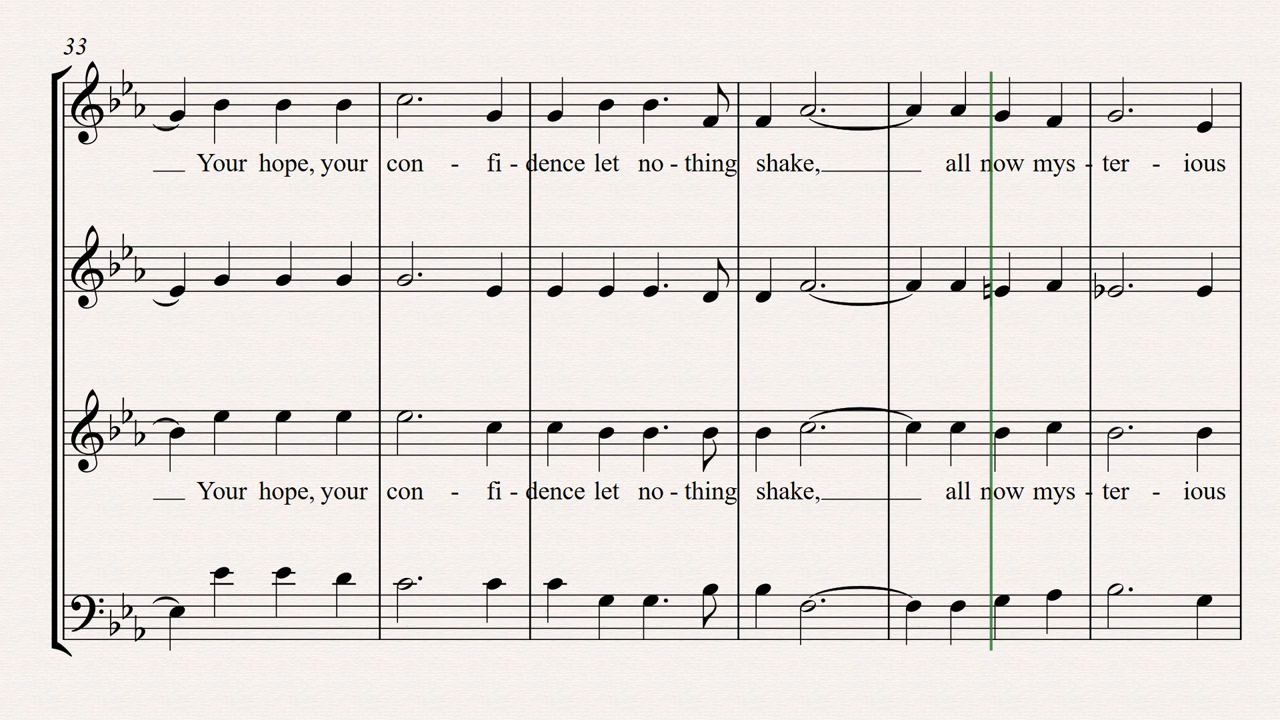 33
Your hope, your con - fi - dence let no - thing shake, all now mys - ter - ious
Your hope, your con - fi - dence let no - thing shake, all now mys - ter - ious